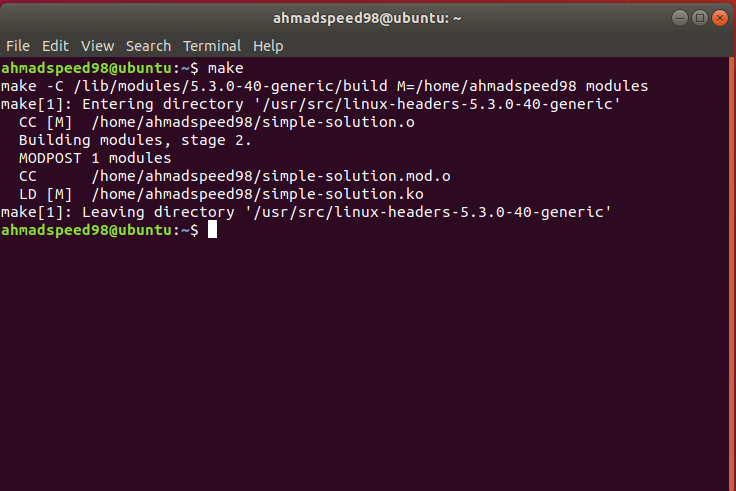 ahmadspeed98@ubuntu: ~
File Edit View Search Terminal Help
ahmadspeed98@ubuntu:~$ make
make -C /lib/modules/5.3.0-40-generic/build M=/home/ahmadspeed98 modules
make[1]: Entering directory '/usr/src/linux-headers-5.3.0-40-generic'
  CC [M]  /home/ahmadspeed98/simple-solution.o
  Building modules, stage 2.
  MODPOST 1 modules
  CC      /home/ahmadspeed98/simple-solution.mod.o
  LD [M]  /home/ahmadspeed98/simple-solution.ko
make[1]: Leaving directory '/usr/src/linux-headers-5.3.0-40-generic'
ahmadspeed98@ubuntu:~$